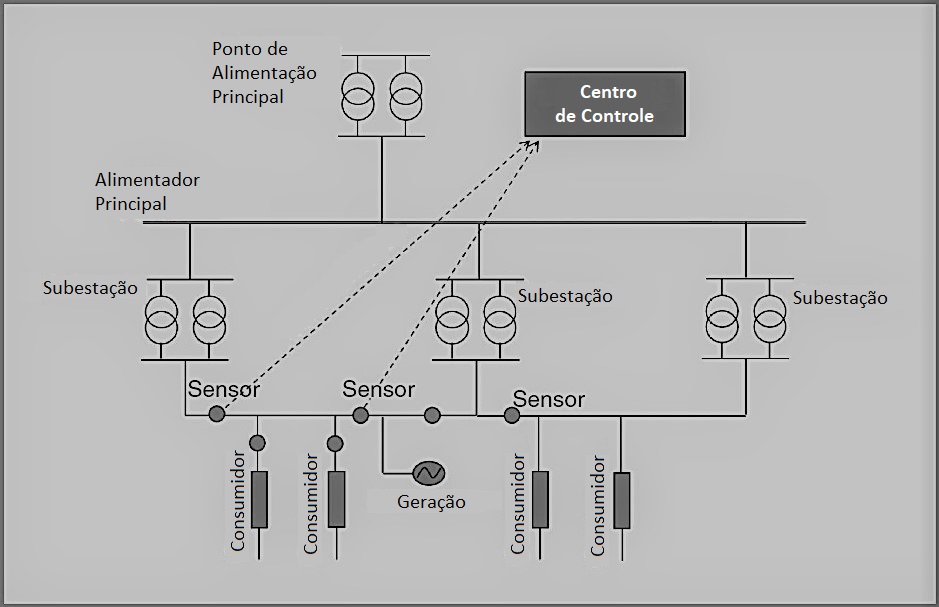 Ponto de
Alimentação
Principal
Centro
de Controle
Alimentador
Principal
Subestação
Subestação
Subestação
Sensor
Sensor
Sensor
Consumidor
Consumidor
Geração
Consumidor
Consumidor